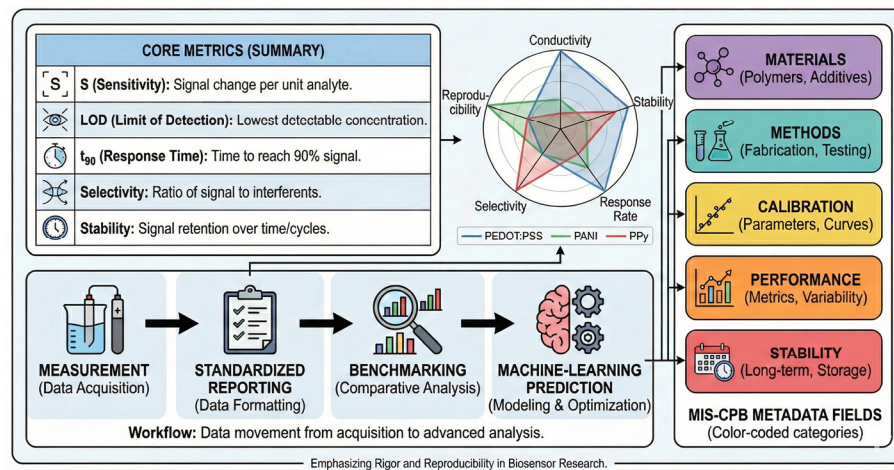 CORE METRICS (SUMMARY)
S
S (Sensitivity): Signal change per unit analyte.
LOD (Limit of Detection): Lowest detectable concentration.
t90 (Response Time): Time to reach 90% signal.
Selectivity: Ratio of signal to interferents.
Stability: Signal retention over time/cycles.
Conductivity
Reprodu-
cibility
Stability
Selectivity
Response
Rate
PEDOT:PSS PANI PPy
MEASUREMENT
(Data Acquisition)
STANDARDIZED
REPORTING
(Data Formatting)
BENCHMARKING
(Comparative Analysis)
MACHINE-LEARNING
PREDICTION
(Modeling & Optimization)
Workflow: Data movement from acquisition to advanced analysis.
MATERIALS
(Polymers, Additives)
METHODS
(Fabrication, Testing)
CALIBRATION
(Parameters, Curves)
PERFORMANCE
(Metrics, Variability)
STABILITY
(Long-term, Storage)
MIS-CPB METADATA FIELDS
(Color-coded categories)
Emphasizing Rigor and Reproducibility in Biosensor Research.